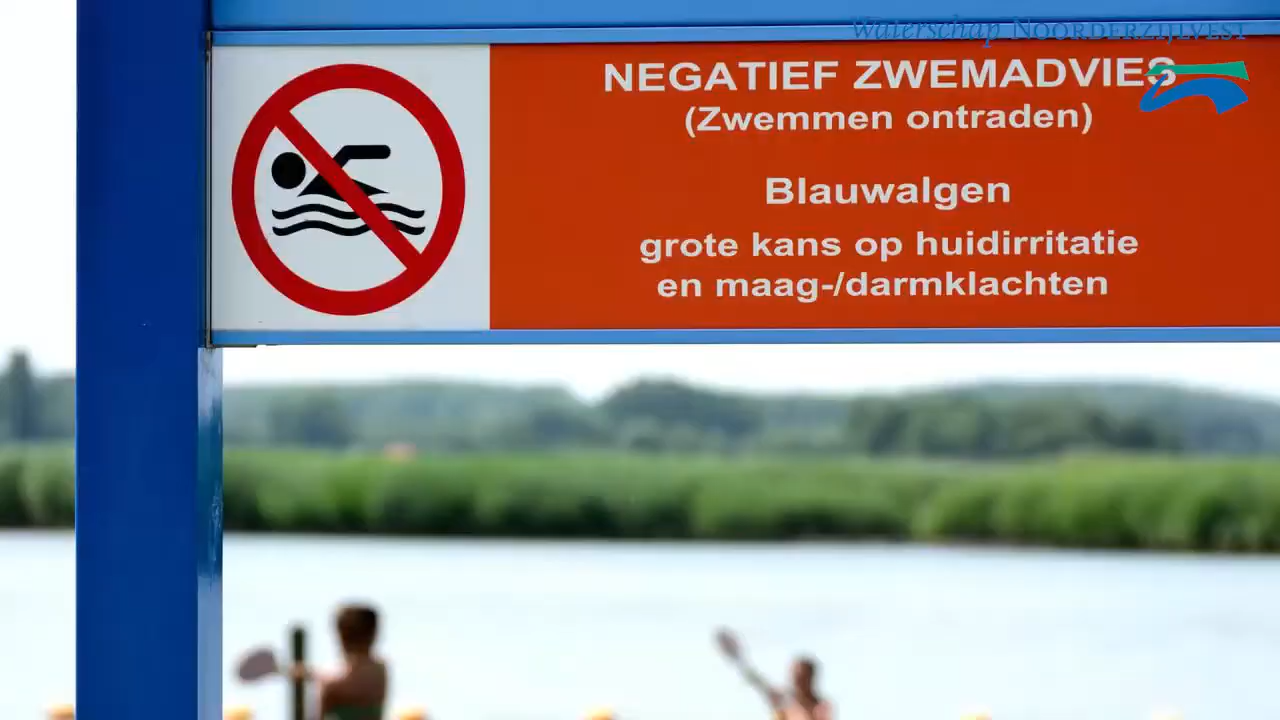 Waterschap Noorderzijlvest
NEGATIEF ZWEMADVIES
(Zwemmen ontraden)
Blauwalgen
grote kans op huidirritatie
en maag-/darmklachten